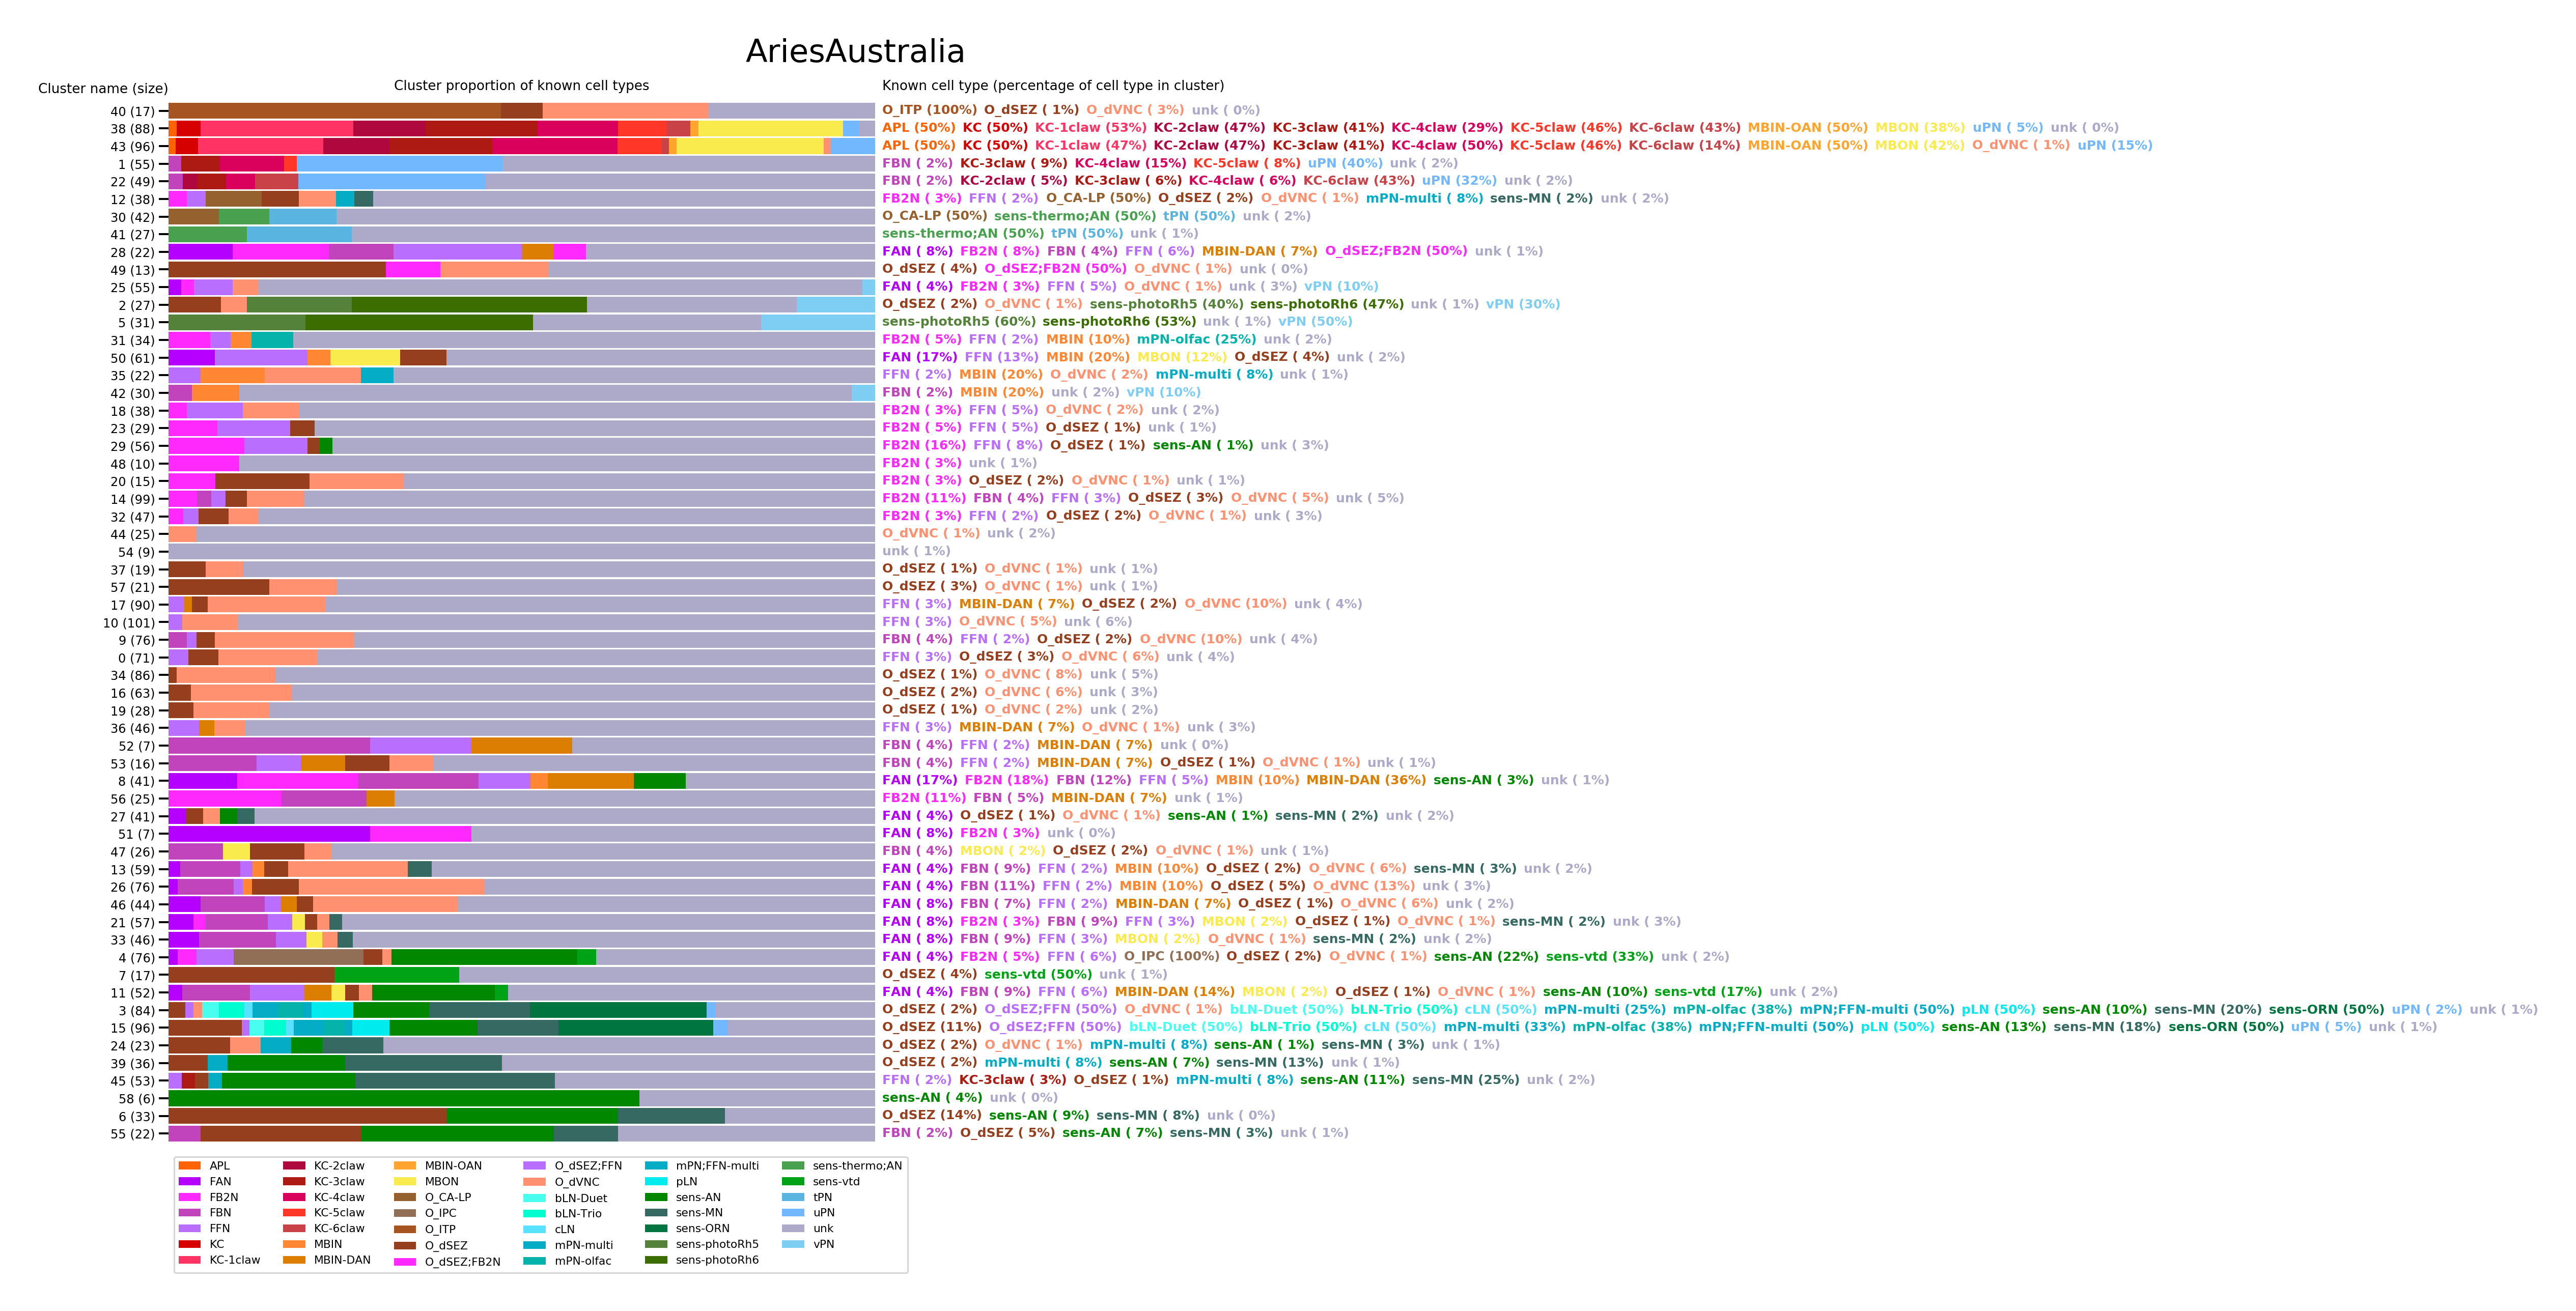 AriesAustralia
Cluster name (size) Cluster proportion of known cell types Known cell type (percentage of cell type in cluster)
40 (17) O_ITP (100%) O_dSEZ ( 1%) O_dVNC ( 3%) unk ( 0%)
38 (88) APL (50%) KC (50%) KC-1claw (53%) KC-2claw (47%) KC-3claw (41%) KC-4claw (29%) KC-5claw (46%) KC-6claw (43%) MBIN-OAN (50%) MBON (38%) uPN ( 5%) unk ( 0%)
43 (96) APL (50%) KC (50%) KC-1claw (47%) KC-2claw (47%) KC-3claw (41%) KC-4claw (50%) KC-5claw (46%) KC-6claw (14%) MBIN-OAN (50%) MBON (42%) O_dVNC ( 1%) uPN (15%)
1 (55) FBN ( 2%) KC-3claw ( 9%) KC-4claw (15%) KC-5claw ( 8%) uPN (40%) unk ( 2%)
22 (49) FBN ( 2%) KC-2claw ( 5%) KC-3claw ( 6%) KC-4claw ( 6%) KC-6claw (43%) uPN (32%) unk ( 2%)
12 (38) FB2N ( 3%) FFN ( 2%) O_CA-LP (50%) O_dSEZ ( 2%) O_dVNC ( 1%) mPN-multi ( 8%) sens-MN ( 2%) unk ( 2%)
30 (42) O_CA-LP (50%) sens-thermo;AN (50%) tPN (50%) unk ( 2%)
41 (27) sens-thermo;AN (50%) tPN (50%) unk ( 1%)
28 (22) FAN ( 8%) FB2N ( 8%) FBN ( 4%) FFN ( 6%) MBIN-DAN ( 7%) O_dSEZ;FB2N (50%) unk ( 1%)
49 (13) O_dSEZ ( 4%) O_dSEZ;FB2N (50%) O_dVNC ( 1%) unk ( 0%)
25 (55) FAN ( 4%) FB2N ( 3%) FFN ( 5%) O_dVNC ( 1%) unk ( 3%) vPN (10%)
2 (27) O_dSEZ ( 2%) O_dVNC ( 1%) sens-photoRh5 (40%) sens-photoRh6 (47%) unk ( 1%) vPN (30%)
5 (31) sens-photoRh5 (60%) sens-photoRh6 (53%) unk ( 1%) vPN (50%)
31 (34) FB2N ( 5%) FFN ( 2%) MBIN (10%) mPN-olfac (25%) unk ( 2%)
50 (61) FAN (17%) FFN (13%) MBIN (20%) MBON (12%) O_dSEZ ( 4%) unk ( 2%)
35 (22) FFN ( 2%) MBIN (20%) O_dVNC ( 2%) mPN-multi ( 8%) unk ( 1%)
42 (30) FBN ( 2%) MBIN (20%) unk ( 2%) vPN (10%)
18 (38) FB2N ( 3%) FFN ( 5%) O_dVNC ( 2%) unk ( 2%)
23 (29) FB2N ( 5%) FFN ( 5%) O_dSEZ ( 1%) unk ( 1%)
29 (56) FB2N (16%) FFN ( 8%) O_dSEZ ( 1%) sens-AN ( 1%) unk ( 3%)
48 (10) FB2N ( 3%) unk ( 1%)
20 (15) FB2N ( 3%) O_dSEZ ( 2%) O_dVNC ( 1%) unk ( 1%)
14 (99) FB2N (11%) FBN ( 4%) FFN ( 3%) O_dSEZ ( 3%) O_dVNC ( 5%) unk ( 5%)
32 (47) FB2N ( 3%) FFN ( 2%) O_dSEZ ( 2%) O_dVNC ( 1%) unk ( 3%)
44 (25) O_dVNC ( 1%) unk ( 2%)
54 (9) unk ( 1%)
37 (19) O_dSEZ ( 1%) O_dVNC ( 1%) unk ( 1%)
57 (21) O_dSEZ ( 3%) O_dVNC ( 1%) unk ( 1%)
17 (90) FFN ( 3%) MBIN-DAN ( 7%) O_dSEZ ( 2%) O_dVNC (10%) unk ( 4%)
10 (101) FFN ( 3%) O_dVNC ( 5%) unk ( 6%)
9 (76) FBN ( 4%) FFN ( 2%) O_dSEZ ( 2%) O_dVNC (10%) unk ( 4%)
0 (71) FFN ( 3%) O_dSEZ ( 3%) O_dVNC ( 6%) unk ( 4%)
34 (86) O_dSEZ ( 1%) O_dVNC ( 8%) unk ( 5%)
16 (63) O_dSEZ ( 2%) O_dVNC ( 6%) unk ( 3%)
19 (28) O_dSEZ ( 1%) O_dVNC ( 2%) unk ( 2%)
36 (46) FFN ( 3%) MBIN-DAN ( 7%) O_dVNC ( 1%) unk ( 3%)
52 (7) FBN ( 4%) FFN ( 2%) MBIN-DAN ( 7%) unk ( 0%)
53 (16) FBN ( 4%) FFN ( 2%) MBIN-DAN ( 7%) O_dSEZ ( 1%) O_dVNC ( 1%) unk ( 1%)
8 (41) FAN (17%) FB2N (18%) FBN (12%) FFN ( 5%) MBIN (10%) MBIN-DAN (36%) sens-AN ( 3%) unk ( 1%)
56 (25) FB2N (11%) FBN ( 5%) MBIN-DAN ( 7%) unk ( 1%)
27 (41) FAN ( 4%) O_dSEZ ( 1%) O_dVNC ( 1%) sens-AN ( 1%) sens-MN ( 2%) unk ( 2%)
51 (7) FAN ( 8%) FB2N ( 3%) unk ( 0%)
47 (26) FBN ( 4%) MBON ( 2%) O_dSEZ ( 2%) O_dVNC ( 1%) unk ( 1%)
13 (59) FAN ( 4%) FBN ( 9%) FFN ( 2%) MBIN (10%) O_dSEZ ( 2%) O_dVNC ( 6%) sens-MN ( 3%) unk ( 2%)
26 (76) FAN ( 4%) FBN (11%) FFN ( 2%) MBIN (10%) O_dSEZ ( 5%) O_dVNC (13%) unk ( 3%)
46 (44) FAN ( 8%) FBN ( 7%) FFN ( 2%) MBIN-DAN ( 7%) O_dSEZ ( 1%) O_dVNC ( 6%) unk ( 2%)
21 (57) FAN ( 8%) FB2N ( 3%) FBN ( 9%) FFN ( 3%) MBON ( 2%) O_dSEZ ( 1%) O_dVNC ( 1%) sens-MN ( 2%) unk ( 3%)
33 (46) FAN ( 8%) FBN ( 9%) FFN ( 3%) MBON ( 2%) O_dVNC ( 1%) sens-MN ( 2%) unk ( 2%)
4 (76) FAN ( 4%) FB2N ( 5%) FFN ( 6%) O_IPC (100%) O_dSEZ ( 2%) O_dVNC ( 1%) sens-AN (22%) sens-vtd (33%) unk ( 2%)
7 (17) O_dSEZ ( 4%) sens-vtd (50%) unk ( 1%)
11 (52) FAN ( 4%) FBN ( 9%) FFN ( 6%) MBIN-DAN (14%) MBON ( 2%) O_dSEZ ( 1%) O_dVNC ( 1%) sens-AN (10%) sens-vtd (17%) unk ( 2%)
3 (84) O_dSEZ ( 2%) O_dSEZ;FFN (50%) O_dVNC ( 1%) bLN-Duet (50%) bLN-Trio (50%) cLN (50%) mPN-multi (25%) mPN-olfac (38%) mPN;FFN-multi (50%) pLN (50%) sens-AN (10%) sens-MN (20%) sens-ORN (50%) uPN ( 2%) unk ( 1%)
15 (96) O_dSEZ (11%) O_dSEZ;FFN (50%) bLN-Duet (50%) bLN-Trio (50%) cLN (50%) mPN-multi (33%) mPN-olfac (38%) mPN;FFN-multi (50%) pLN (50%) sens-AN (13%) sens-MN (18%) sens-ORN (50%) uPN ( 5%) unk ( 1%)
24 (23) O_dSEZ ( 2%) O_dVNC ( 1%) mPN-multi ( 8%) sens-AN ( 1%) sens-MN ( 3%) unk ( 1%)
39 (36) O_dSEZ ( 2%) mPN-multi ( 8%) sens-AN ( 7%) sens-MN (13%) unk ( 1%)
45 (53) FFN ( 2%) KC-3claw ( 3%) O_dSEZ ( 1%) mPN-multi ( 8%) sens-AN (11%) sens-MN (25%) unk ( 2%)
58 (6) sens-AN ( 4%) unk ( 0%)
6 (33) O_dSEZ (14%) sens-AN ( 9%) sens-MN ( 8%) unk ( 0%)
55 (22) FBN ( 2%) O_dSEZ ( 5%) sens-AN ( 7%) sens-MN ( 3%) unk ( 1%)
APL KC-2claw MBIN-OAN O_dSEZ;FFN mPN;FFN-multi sens-thermo;AN
FAN KC-3claw MBON O_dVNC pLN sens-vtd
FB2N KC-4claw O_CA-LP bLN-Duet sens-AN tPN
FBN KC-5claw O_IPC bLN-Trio sens-MN uPN
FFN KC-6claw O_ITP cLN sens-ORN unk
KC MBIN O_dSEZ mPN-multi sens-photoRh5 vPN
KC-1claw MBIN-DAN O_dSEZ;FB2N mPN-olfac sens-photoRh6